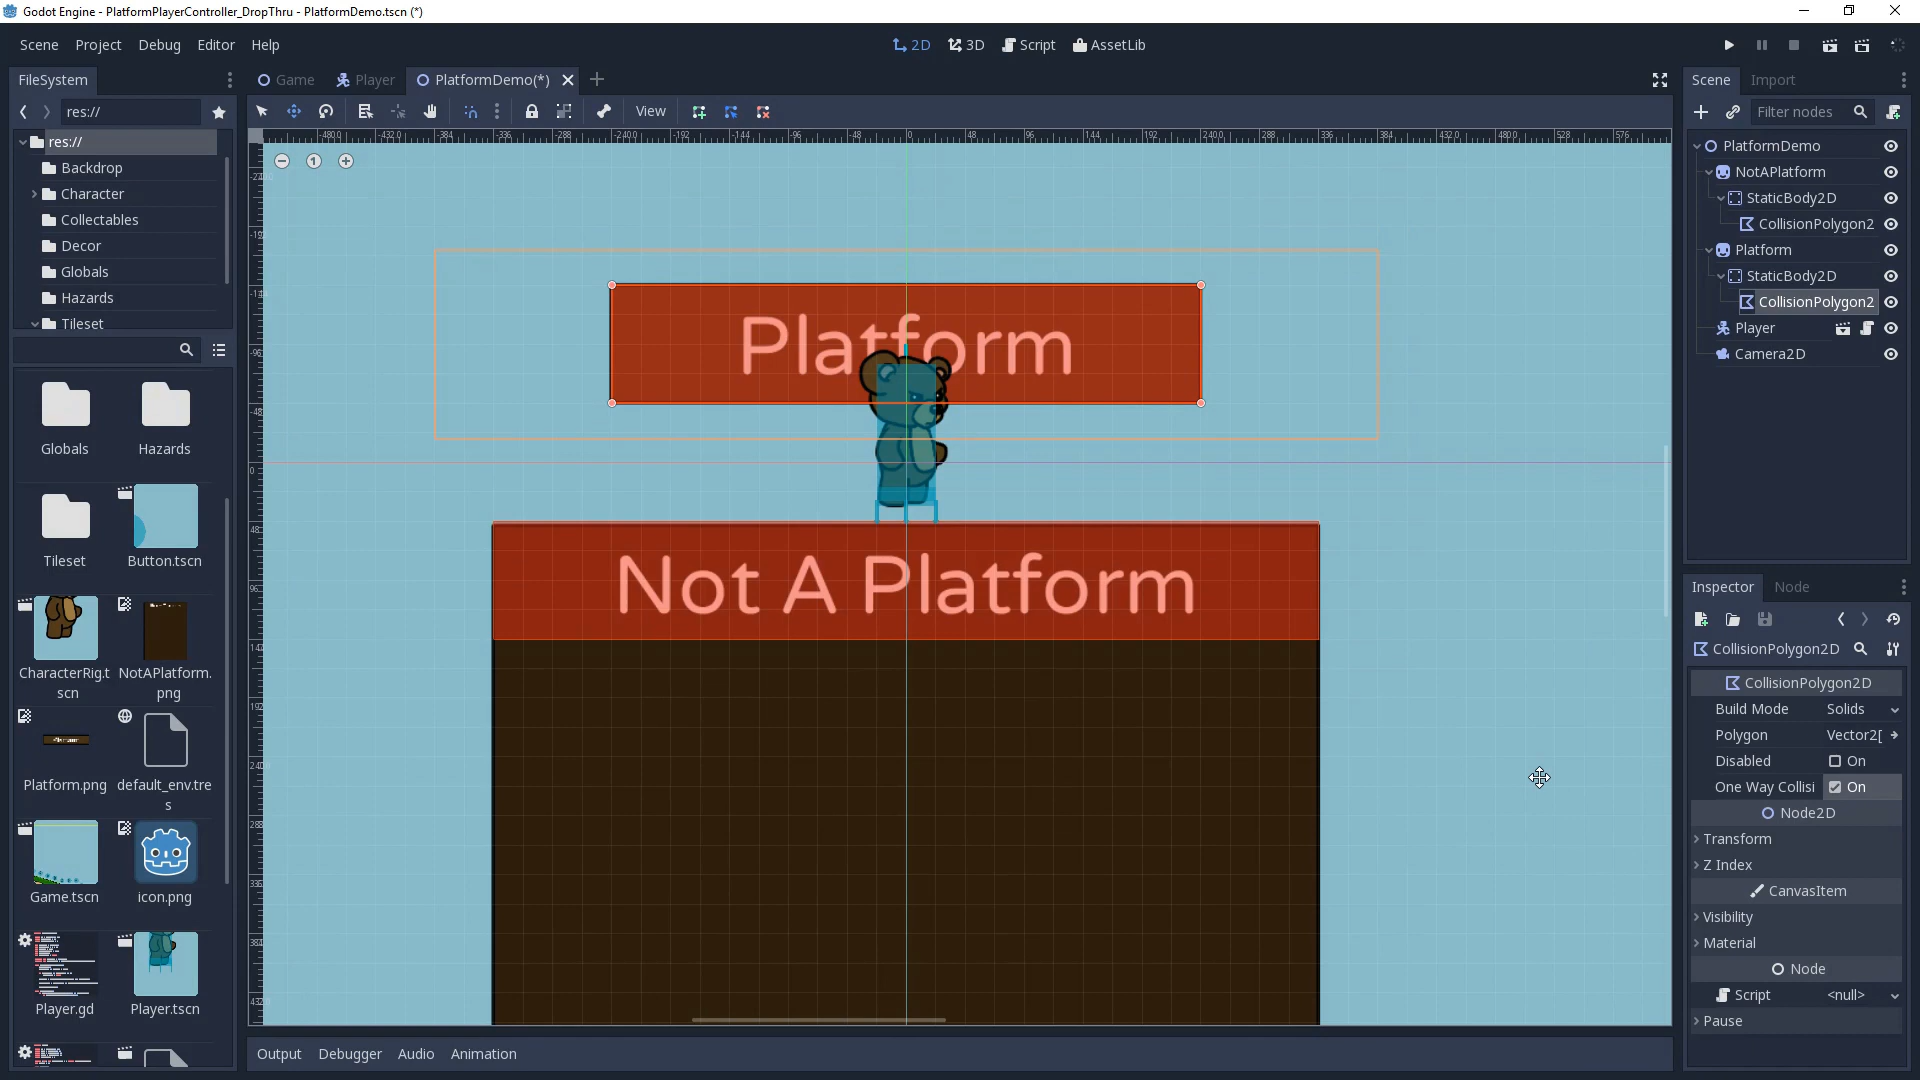 Godot Engine - PlatformPlayerController_DropThru - PlatformDemo.tscn (*)
Scene Project Debug Editor Help
2D 3D Script AssetLib
FileSystem
Game Player PlatformDemo(*)
Scene Import
res://
View
Filter nodes
res://
Backdrop
Character
Collectables
Decor
Globals
Hazards
Tileset
PlatformDemo
NotAPlatform
StaticBody2D
CollisionPolygon2
Platform
StaticBody2D
CollisionPolygon2
Player
Camera2D
Platform
Not A Platform
Globals Hazards
Tileset Button.tscn
CharacterRig.t
scn
NotAPlatform.
png
Platform.png
default_env.tre
s
Game.tscn icon.png
Player.gd Player.tscn
Inspector Node
CollisionPolygon2D
CollisionPolygon2D
Build Mode Solids
Polygon Vector2[
Disabled On
One Way Collisi On
Node2D
Transform
Z Index
CanvasItem
Visibility
Material
Node
Script <null>
Pause
Output Debugger Audio Animation